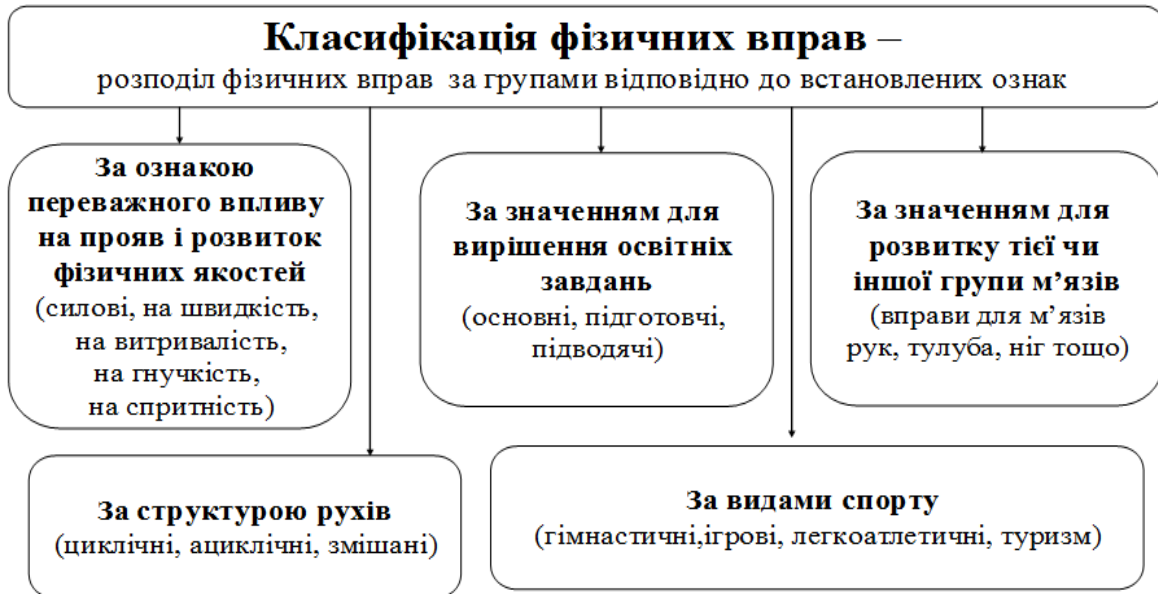 Класифікація фізичних вправ –
розподіл фізичних вправ за групами відповідно до встановлених ознак
За ознакою
переважного впливу
на прояв і розвиток
фізичних якостей
(силові, на швидкість,
на витривалість,
на гнучкість,
на спритність)
За значенням для
вирішення освітніх
завдань
(основні, підготовчі,
підводячі)
За значенням для
розвитку тієї чи
іншої групи м’язів
(вправи для м’язів
рук, тулуба, ніг тощо)
За структурою рухів
(циклічні, ациклічні, змішані)
За видами спорту
(гімнастичні,ігрові, легкоатлетичні, туризм)